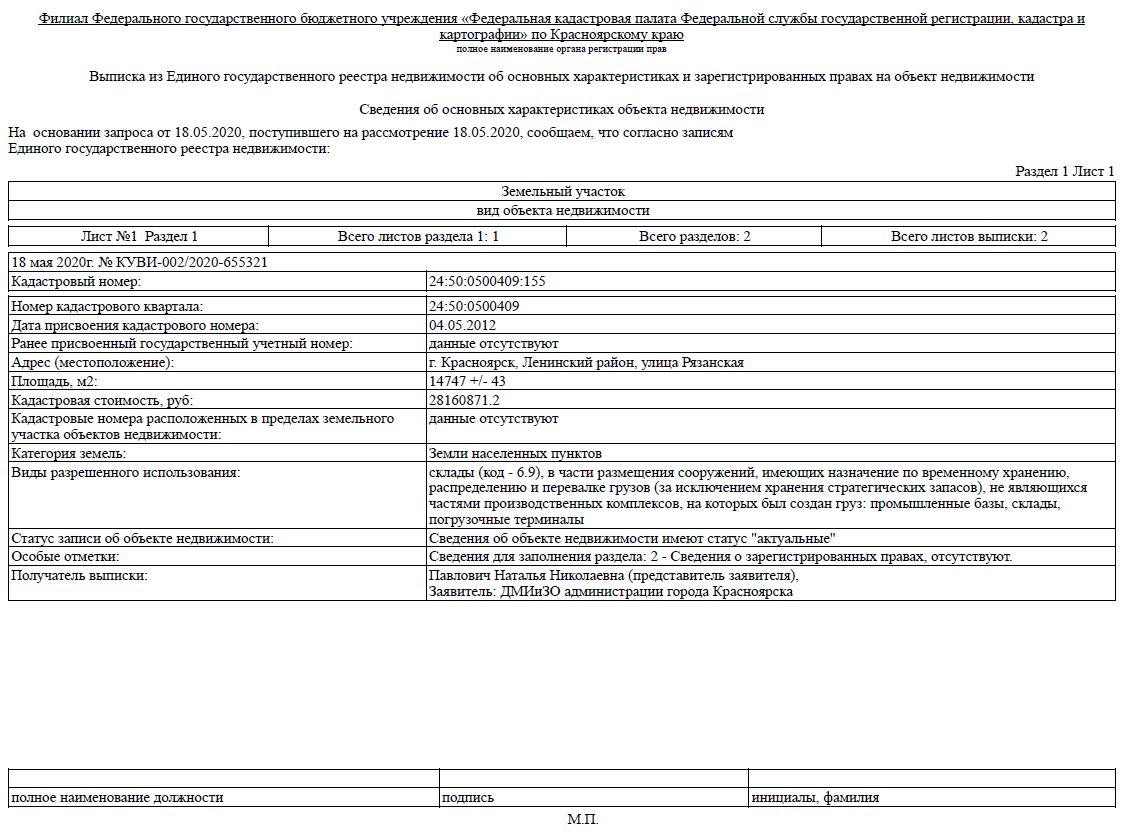 Филиал Федерального государственного бюджетного учреждения «Федеральная кадастровая палата Федеральной службы государственной регистрации, кадастра и
картографии» по Красноярскому краю
полное наименование органа регистрации прав
Выписка из Единого государственного реестра недвижимости об основных характеристиках и зарегистрированных правах на объект недвижимости
Сведения об основных характеристиках объекта недвижимости
На основании запроса от 18.05.2020, поступившего на рассмотрение 18.05.2020, сообщаем, что согласно записям
Единого государственного реестра недвижимости:
Раздел 1 Лист 1
Земельный участок
вид объекта недвижимости
Лист №1 Раздел 1 Всего листов раздела 1: 1 Всего разделов: 2 Всего листов выписки: 2
18 мая 2020г. № КУВИ-002/2020-655321
Кадастровый номер: 24:50:0500409:155
Номер кадастрового квартала: 24:50:0500409
Дата присвоения кадастрового номера: 04.05.2012
Ранее присвоенный государственный учетный номер: данные отсутствуют
Адрес (местоположение): г. Красноярск, Ленинский район, улица Рязанская
Площадь, м2: 14747 +/- 43
Кадастровая стоимость, руб: 28160871.2
Кадастровые номера расположенных в пределах земельного данные отсутствуют
участка объектов недвижимости:
Категория земель: Земли населенных пунктов
Виды разрешенного использования: склады (код - 6.9), в части размещения сооружений, имеющих назначение по временному хранению,
распределению и перевалке грузов (за исключением хранения стратегических запасов), не являющихся
частями производственных комплексов, на которых был создан груз: промышленные базы, склады,
погрузочные терминалы
Статус записи об объекте недвижимости: Сведения об объекте недвижимости имеют статус "актуальные"
Особые отметки: Сведения для заполнения раздела: 2 - Сведения о зарегистрированных правах, отсутствуют.
Получатель выписки: Павлович Наталья Николаевна (представитель заявителя),
Заявитель: ДМИиЗО администрации города Красноярска
полное наименование должности подпись инициалы, фамилия
М.П.